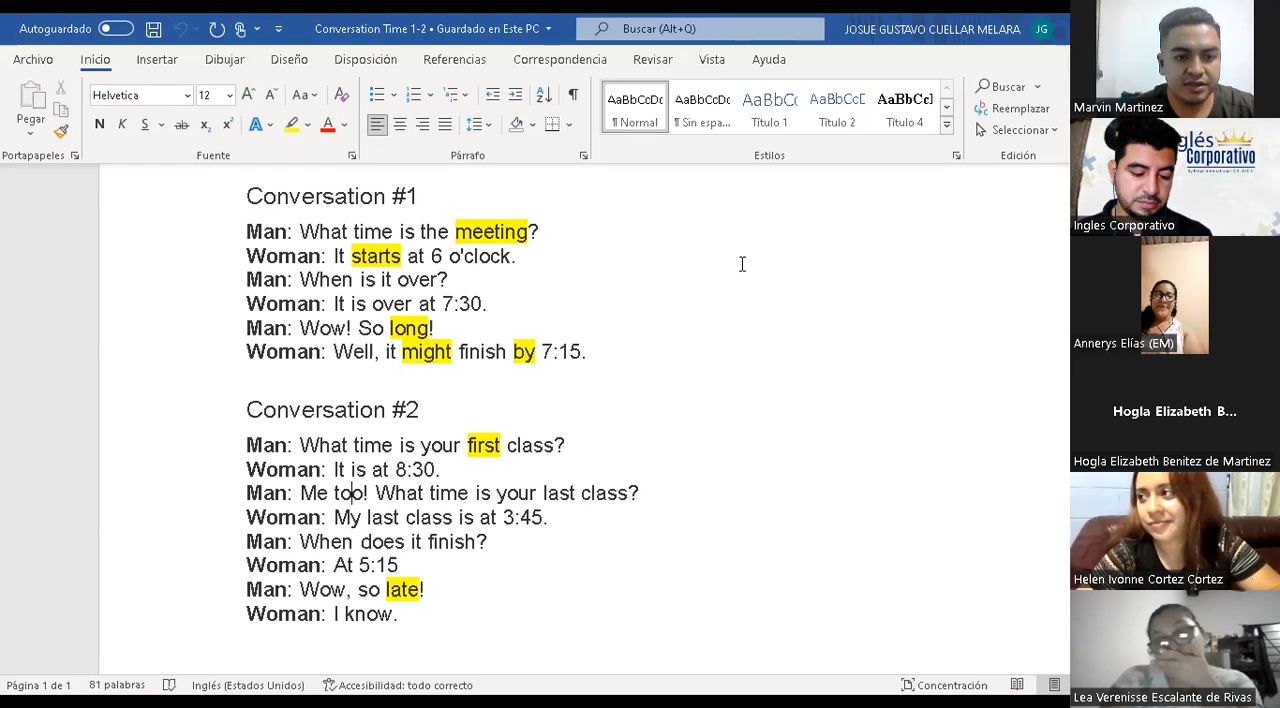 Autoguardado
Conversation Time 1-2 • Guardado en Este PC
Buscar (Alt+Q)
JOSUE GUSTAVO CUELLAR MELARA
JG
Archivo Inicio Insertar Dibujar Diseño Disposición Referencias Correspondencia Revisar Vista Ayuda
Pegar
Portapapeles
Helvetica 12
N K S ab x₂ x²
Fuente
Párrafo
AaBbCcDc AaBbCcDc AaBbCc AaBbCcD AaBbCcI
¶ Normal ¶ Sin espa... Título 1 Título 2 Título 4
Estilos
Buscar
Reemplazar
Seleccionar
Edición
Conversation #1
Man: What time is the meeting?
Woman: It starts at 6 o'clock.
Man: When is it over?
Woman: It is over at 7:30.
Man: Wow! So long!
Woman: Well, it might finish by 7:15.
Conversation #2
Man: What time is your first class?
Woman: It is at 8:30.
Man: Me too! What time is your last class?
Woman: My last class is at 3:45.
Man: When does it finish?
Woman: At 5:15
Man: Wow, so late!
Woman: I know.
Página 1 de 1 81 palabras Inglés (Estados Unidos) Accesibilidad: todo correcto Concentración
Marvin Martinez
Inglés
Corporativo
Ingles Corporativo
Annerys Elías (EM)
Hogla Elizabeth B...
Hogla Elizabeth Benitez de Martinez
Helen Ivonne Cortez Cortez
Lea Verenisse Escalante de Rivas